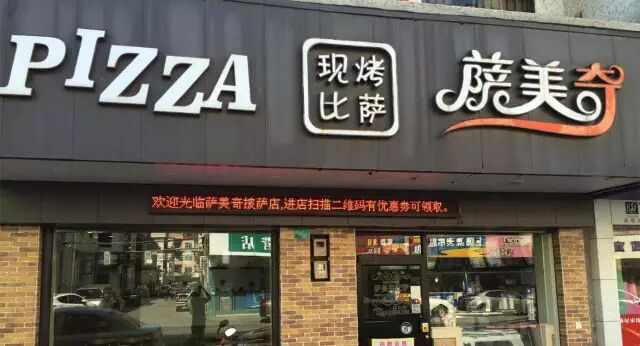 PIZZA
现烤
比萨
萨美奇
欢迎光临萨美奇披萨店,进店扫描二维码有优惠券可领取。